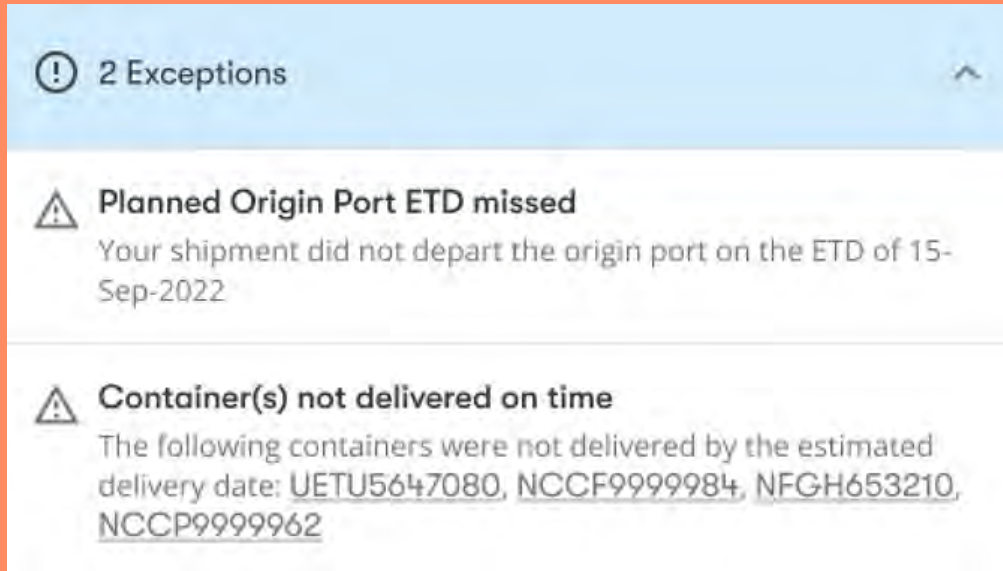 2 Exceptions
Planned Origin Port ETD missed
Your shipment did not depart the origin port on the ETD of 15-
Sep-2022
Container(s) not delivered on time
The following containers were not delivered by the estimated
delivery date: UETU5647080, NCCF9999984, NFGH653210,
NCCP9999962